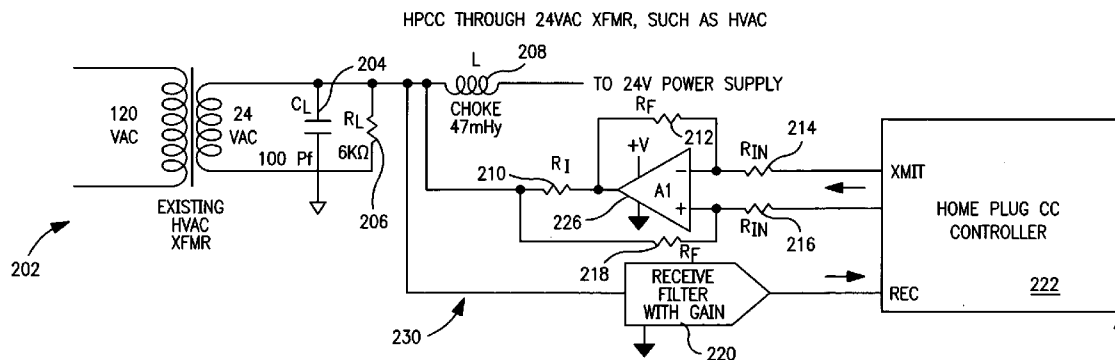 HPCC THROUGH 24VAC XFMR, SUCH AS HVAC
204
L
208
TO 24V POWER SUPPLY
CHOKE
47mHy
120
VAC
24
VAC
CL
RL
100 Pf
6KΩ
206
EXISTING
HVAC
XFMR
202
RF
212
214
+V
RIN
XMIT
RI
210
A1
-
+
226
RIN
216
218
RF
HOME PLUG CC
CONTROLLER
222
RECEIVE
FILTER
WITH GAIN
REC
230
220